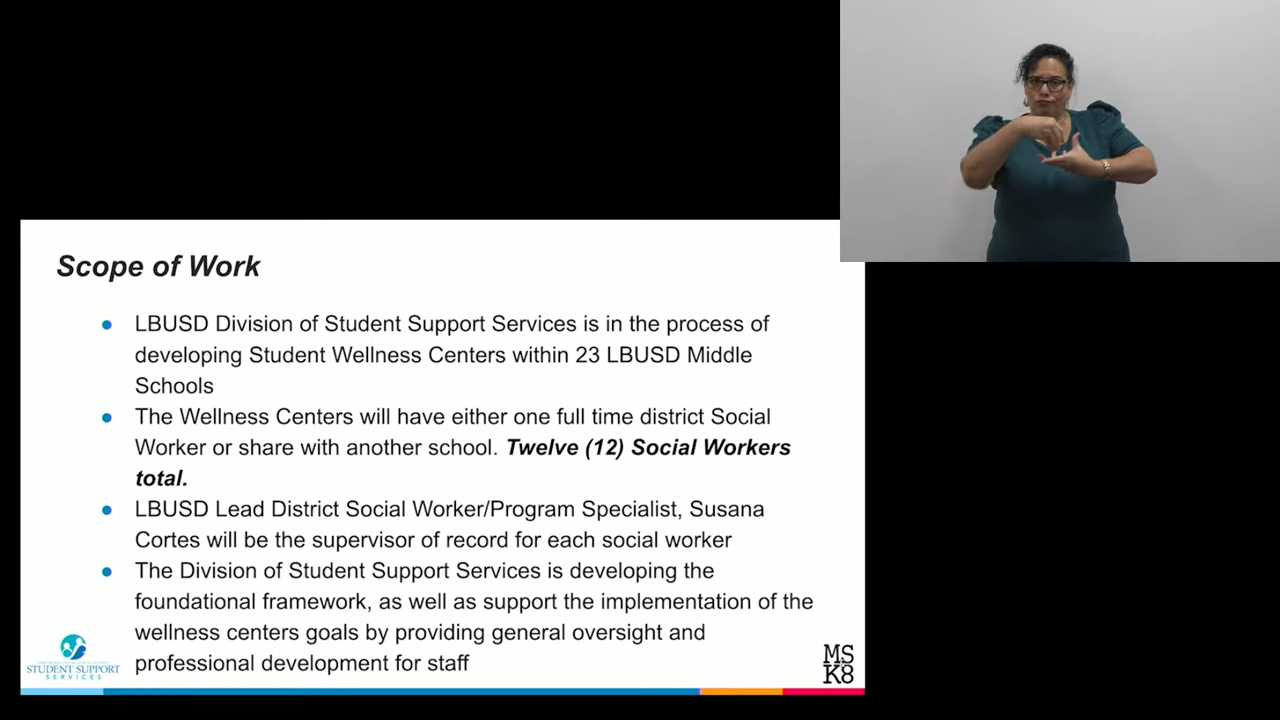 Scope of Work
● LBUSD Division of Student Support Services is in the process of
developing Student Wellness Centers within 23 LBUSD Middle
Schools
● The Wellness Centers will have either one full time district Social
Worker or share with another school. Twelve (12) Social Workers
total.
● LBUSD Lead District Social Worker/Program Specialist, Susana
Cortes will be the supervisor of record for each social worker
● The Division of Student Support Services is developing the
foundational framework, as well as support the implementation of the
wellness centers goals by providing general oversight and
professional development for staff
STUDENT SUPPORT
SERVICES
MS
K8